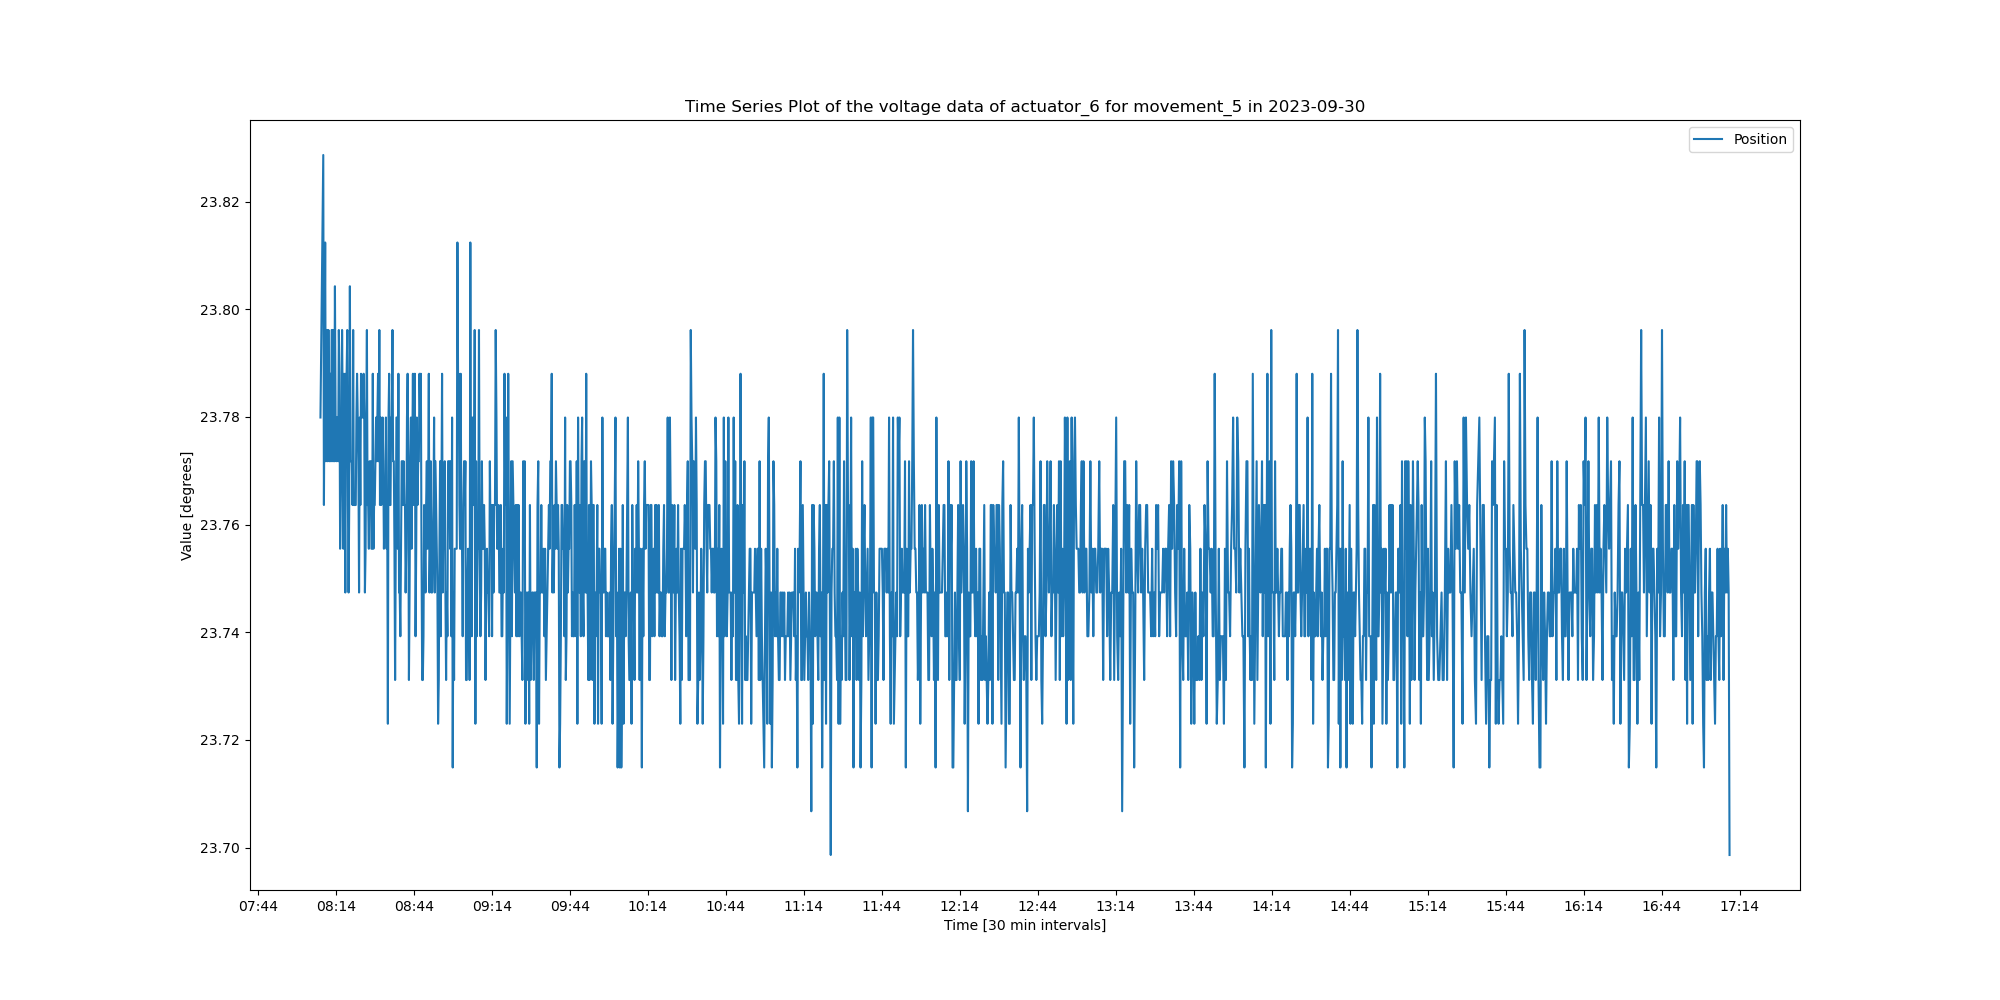 Time Series Plot of the voltage data of actuator_6 for movement_5 in 2023-09-30
Position
23.82
23.80
23.78
23.76
23.74
23.72
23.70
Value [degrees]
07:44 08:14 08:44 09:14 09:44 10:14 10:44 11:14 11:44 12:14 12:44 13:14 13:44 14:14 14:44 15:14 15:44 16:14 16:44 17:14
Time [30 min intervals]